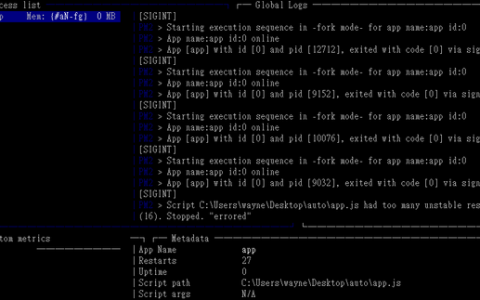 cess list
Global Logs
p Mem: {#aN-fg} 0 MB
[SIGINT]
PM2 > Starting execution sequence in -fork mode- for app name:app id:0
PM2 > App name:app id:0 online
PM2 > App [app] with id [0] and pid [12712], exited with code [0] via sign
[SIGINT]
PM2 > Starting execution sequence in -fork mode- for app name:app id:0
PM2 > App name:app id:0 online
PM2 > App [app] with id [0] and pid [9152], exited with code [0] via sign
[SIGINT]
PM2 > Starting execution sequence in -fork mode- for app name:app id:0
PM2 > App name:app id:0 online
PM2 > App [app] with id [0] and pid [10076], exited with code [0] via sign
[SIGINT]
PM2 > Starting execution sequence in -fork mode- for app name:app id:0
PM2 > App name:app id:0 online
PM2 > App [app] with id [0] and pid [9032], exited with code [0] via sign
[SIGINT]
PM2 > Script C:\Users\wayne\Desktop\auto\app.js had too many unstable res
(16). Stopped. "errored"
tom metrics
Metadata
App Name app
Restarts 27
Uptime 0
Script path C:\Users\wayne\Desktop\auto\app.js
Script args N/A